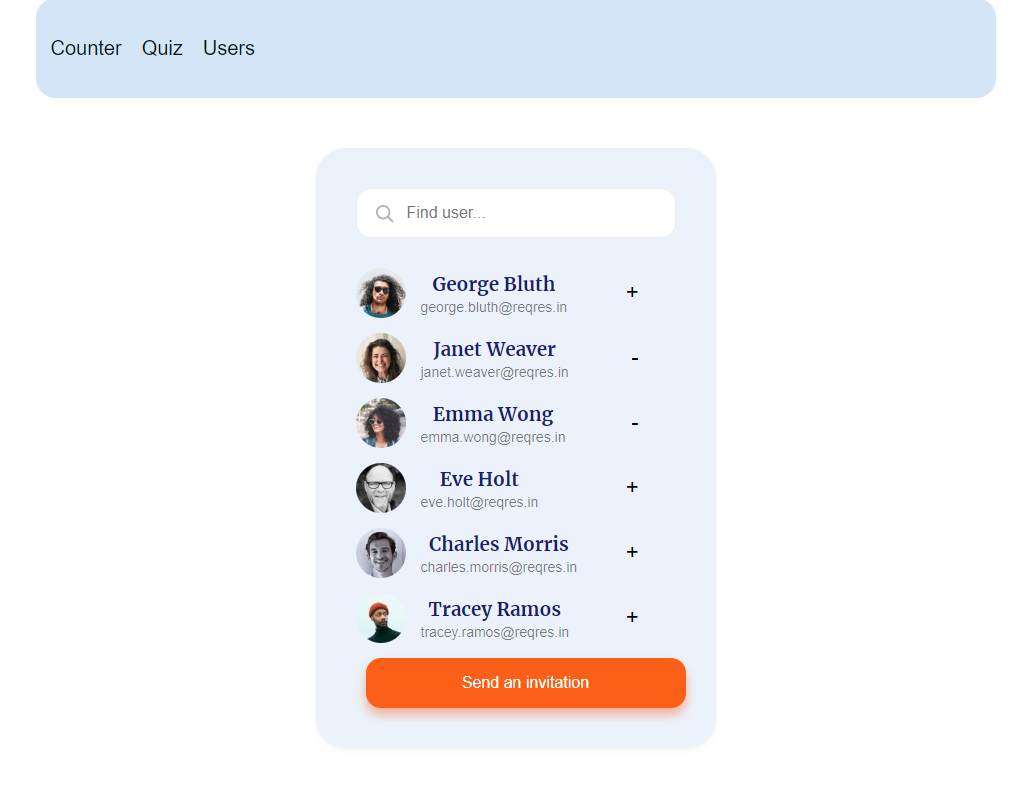 Counter Quiz Users
Find user...
George Bluth
george.bluth@reqres.in
+
Janet Weaver
janet.weaver@reqres.in
-
Emma Wong
emma.wong@reqres.in
-
Eve Holt
eve.holt@reqres.in
+
Charles Morris
charles.morris@reqres.in
+
Tracey Ramos
tracey.ramos@reqres.in
+
Send an invitation